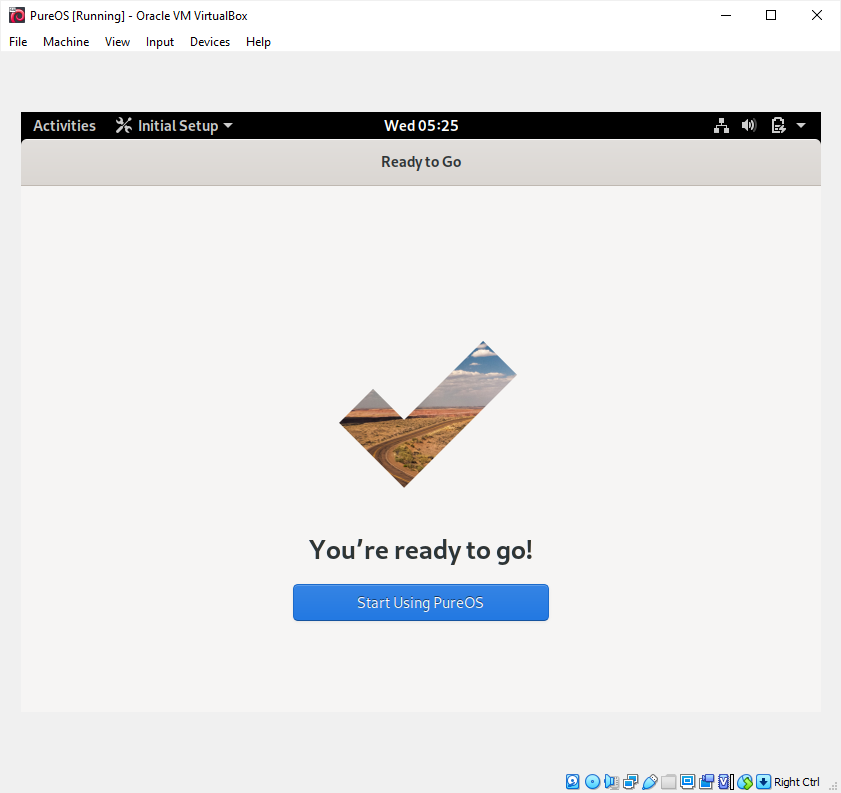 PureOS [Running] - Oracle VM VirtualBox
File Machine View Input Devices Help
Activities Initial Setup Wed 05:25
Ready to Go
You’re ready to go!
Start Using PureOS
Right Ctrl